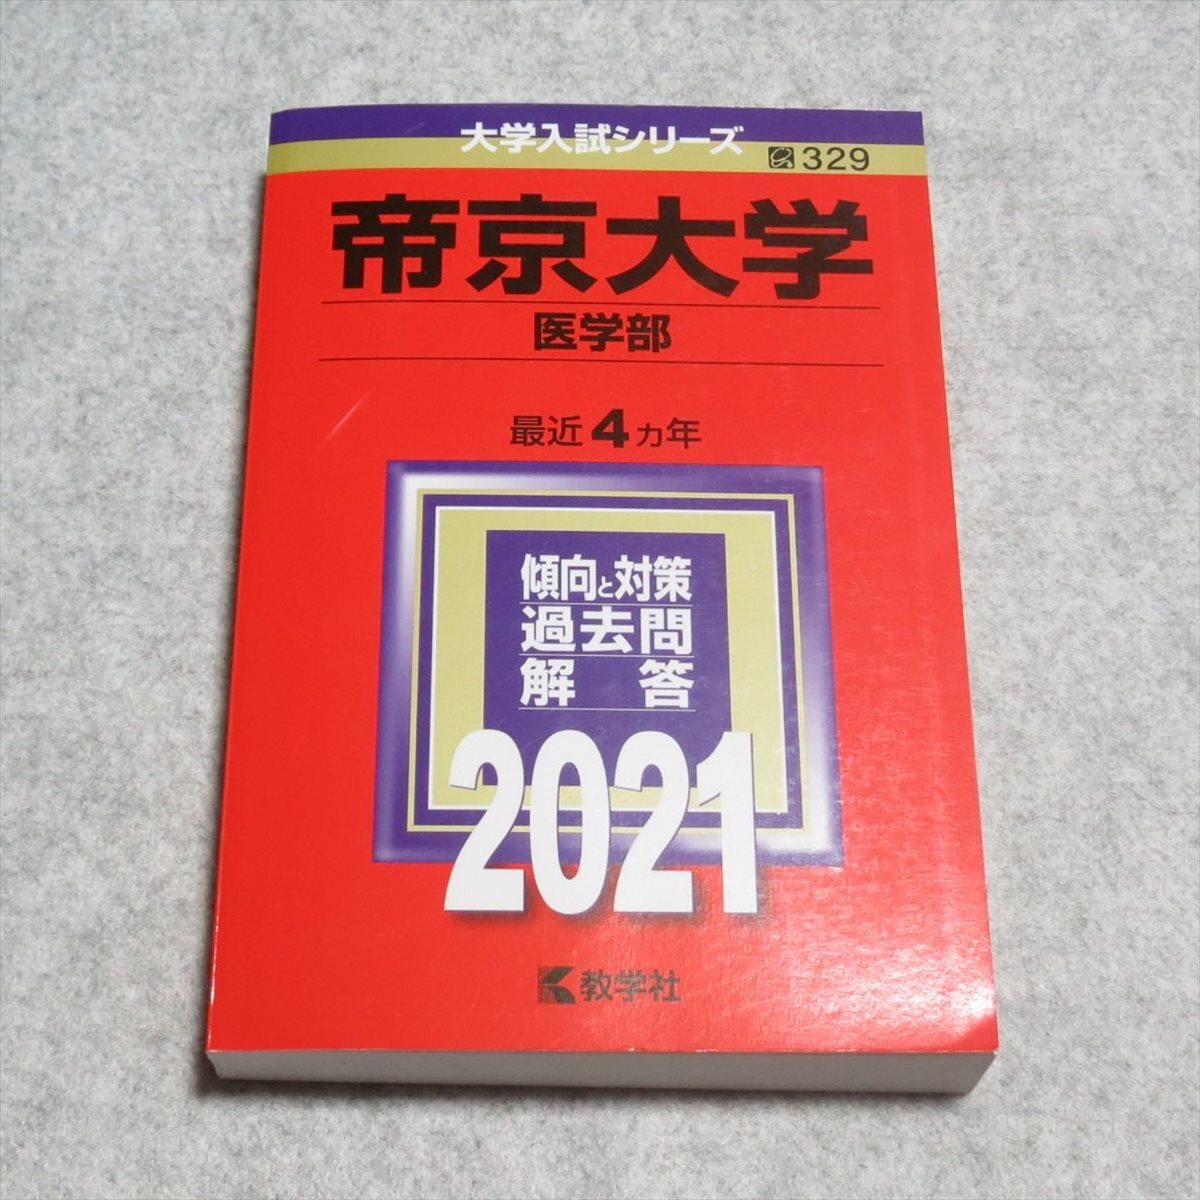 大学入試シリーズ
329
帝京大学
医学部
最近4ヵ年
傾向と対策
過去問
解答
2021
教学社